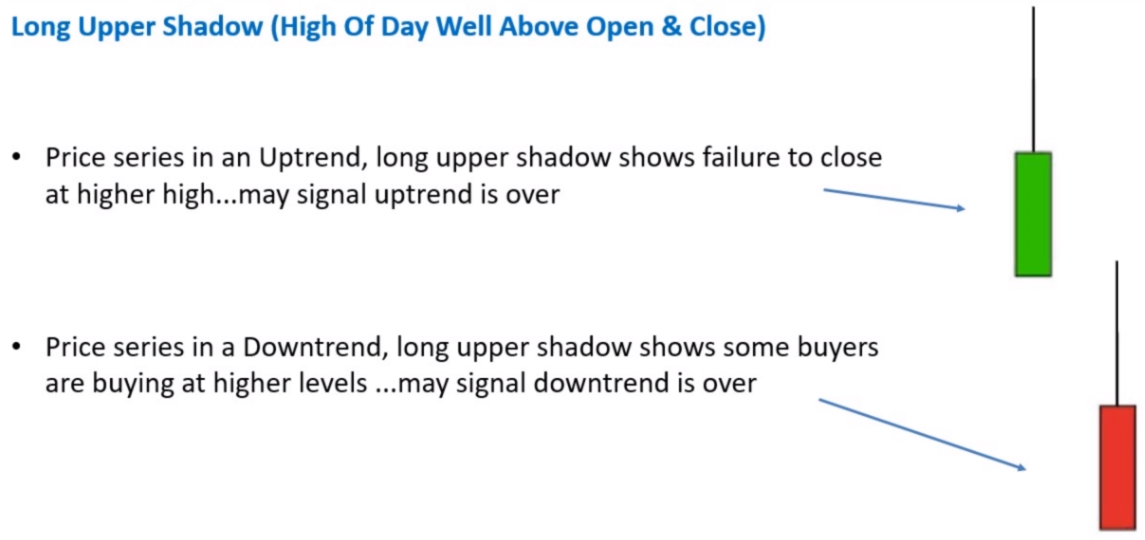 Long Upper Shadow (High Of Day Well Above Open & Close)
• Price series in an Uptrend, long upper shadow shows failure to close
at higher high...may signal uptrend is over
• Price series in a Downtrend, long upper shadow shows some buyers
are buying at higher levels ...may signal downtrend is over